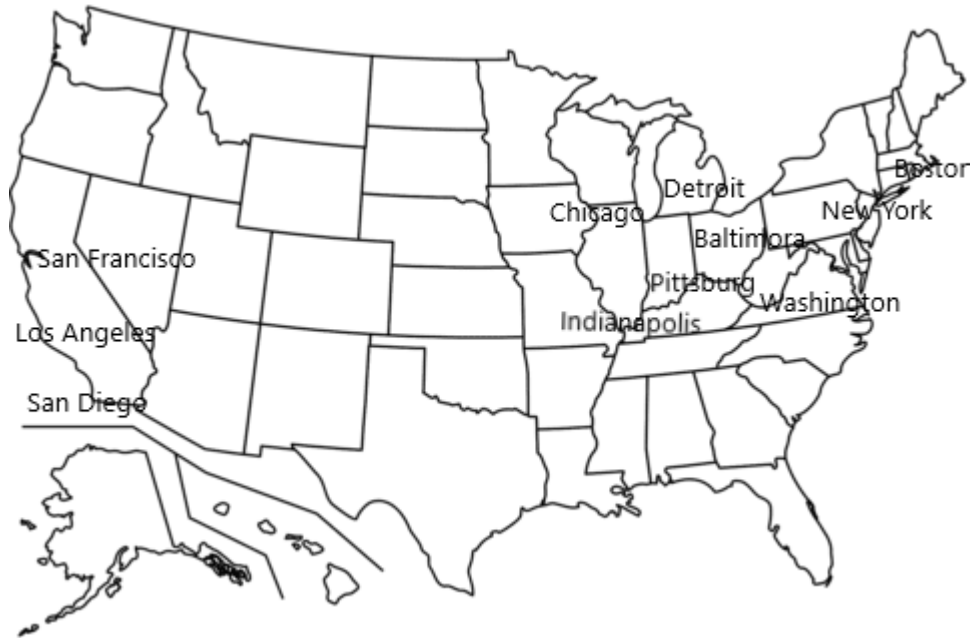 Boston
Detroit
Chicago
New York
Baltimora
San Francisco
Pittsburg
Washington
Indianapolis
Los Angeles
San Diego